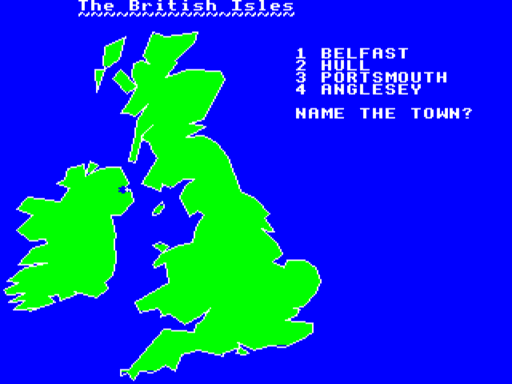 The British Isles
1 BELFAST
2 HULL
3 PORTSMOUTH
4 ANGLESEY
NAME THE TOWN?